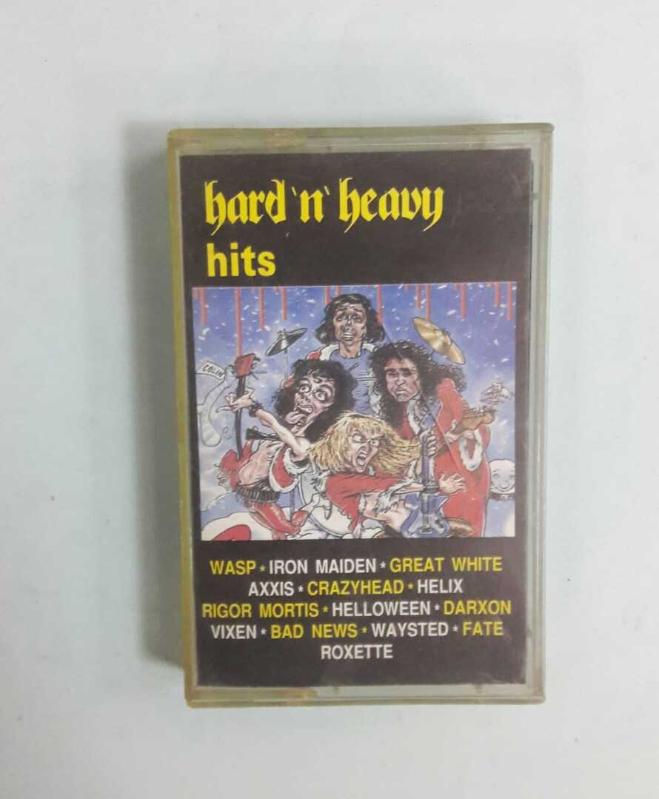 hard 'n' heavy
hits
COLIN
WASP * IRON MAIDEN * GREAT WHITE
AXXIS * CRAZYHEAD * HELIX
RIGOR MORTIS * HELLOWEEN * DARXON
VIXEN * BAD NEWS * WAYSTED * FATE
ROXETTE